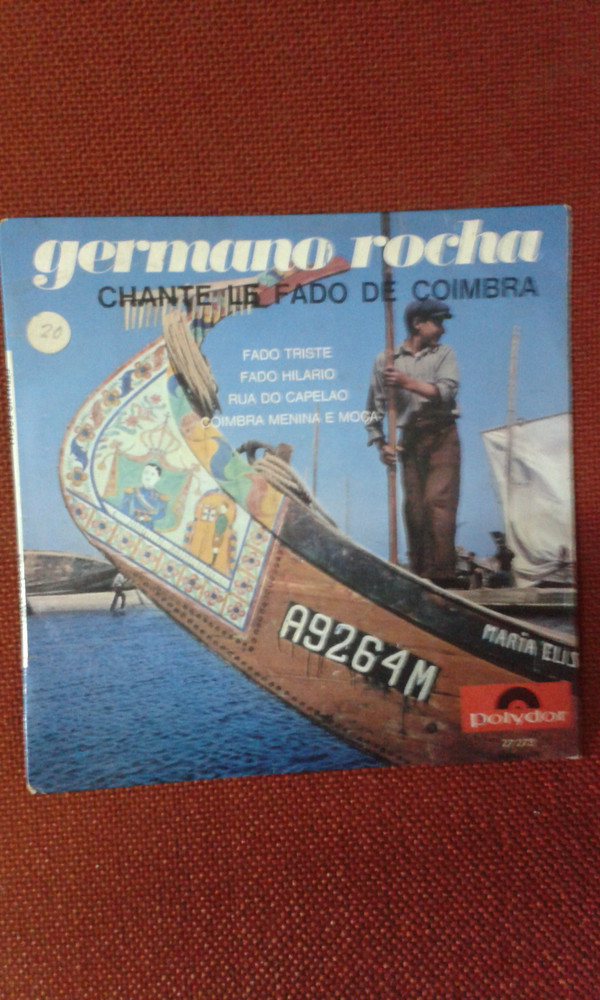 germano rocha
CHANTE LE FADO DE COIMBRA
20
FADO TRISTE
FADO HILARIO
RUA DO CAPELAO
COIMBRA MENINA E MOÇA
A9264M
MARIA ELIS
polydor
27 273